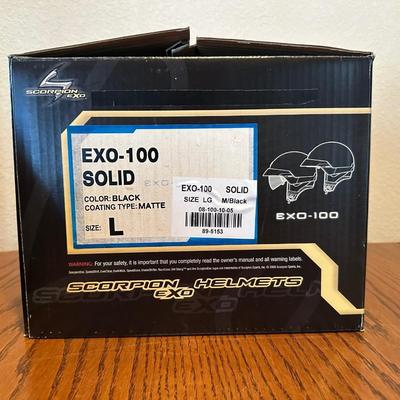 SCORPION
EXO
EXO-100
SOLID
COLOR: BLACK
COATING TYPE: MATTE
SIZE: L
EXO-100 SOLID
SIZE LG M/Black
08-100-10-05
89-5153
EXO-100
WARNING: For your safety, it is important that you completely read the owner's manual and all warning labels.
SCORPION EXO HELMETS